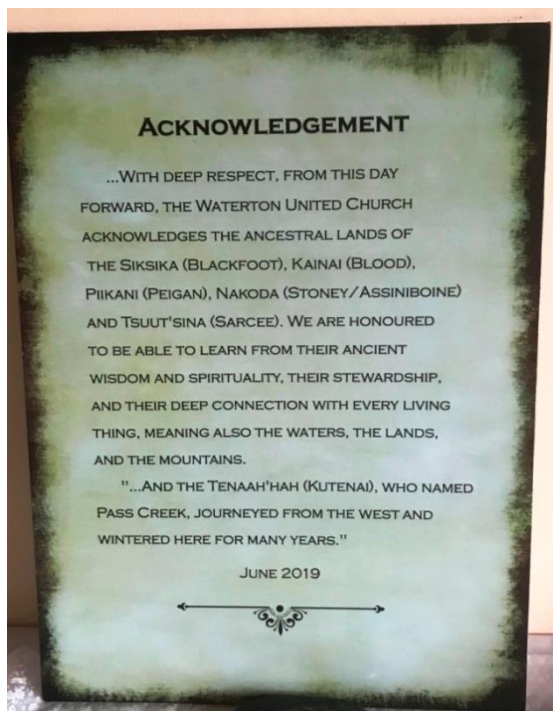 ACKNOWLEDGEMENT
...WITH DEEP RESPECT, FROM THIS DAY
FORWARD, THE WATERTON UNITED CHURCH
ACKNOWLEDGES THE ANCESTRAL LANDS OF
THE SIKSIKA (BLACKFOOT), KAINAI (BLOOD),
PIIKANI (PEIGAN), NAKODA (STONEY/ASSINIBOINE)
AND TSUUT'SINA (SARCEE). WE ARE HONOURED
TO BE ABLE TO LEARN FROM THEIR ANCIENT
WISDOM AND SPIRITUALITY, THEIR STEWARDSHIP,
AND THEIR DEEP CONNECTION WITH EVERY LIVING
THING, MEANING ALSO THE WATERS, THE LANDS,
AND THE MOUNTAINS.
"...AND THE TENAAH'HAH (KUTENAI), WHO NAMED
PASS CREEK, JOURNEYED FROM THE WEST AND
WINTERED HERE FOR MANY YEARS."
JUNE 2019